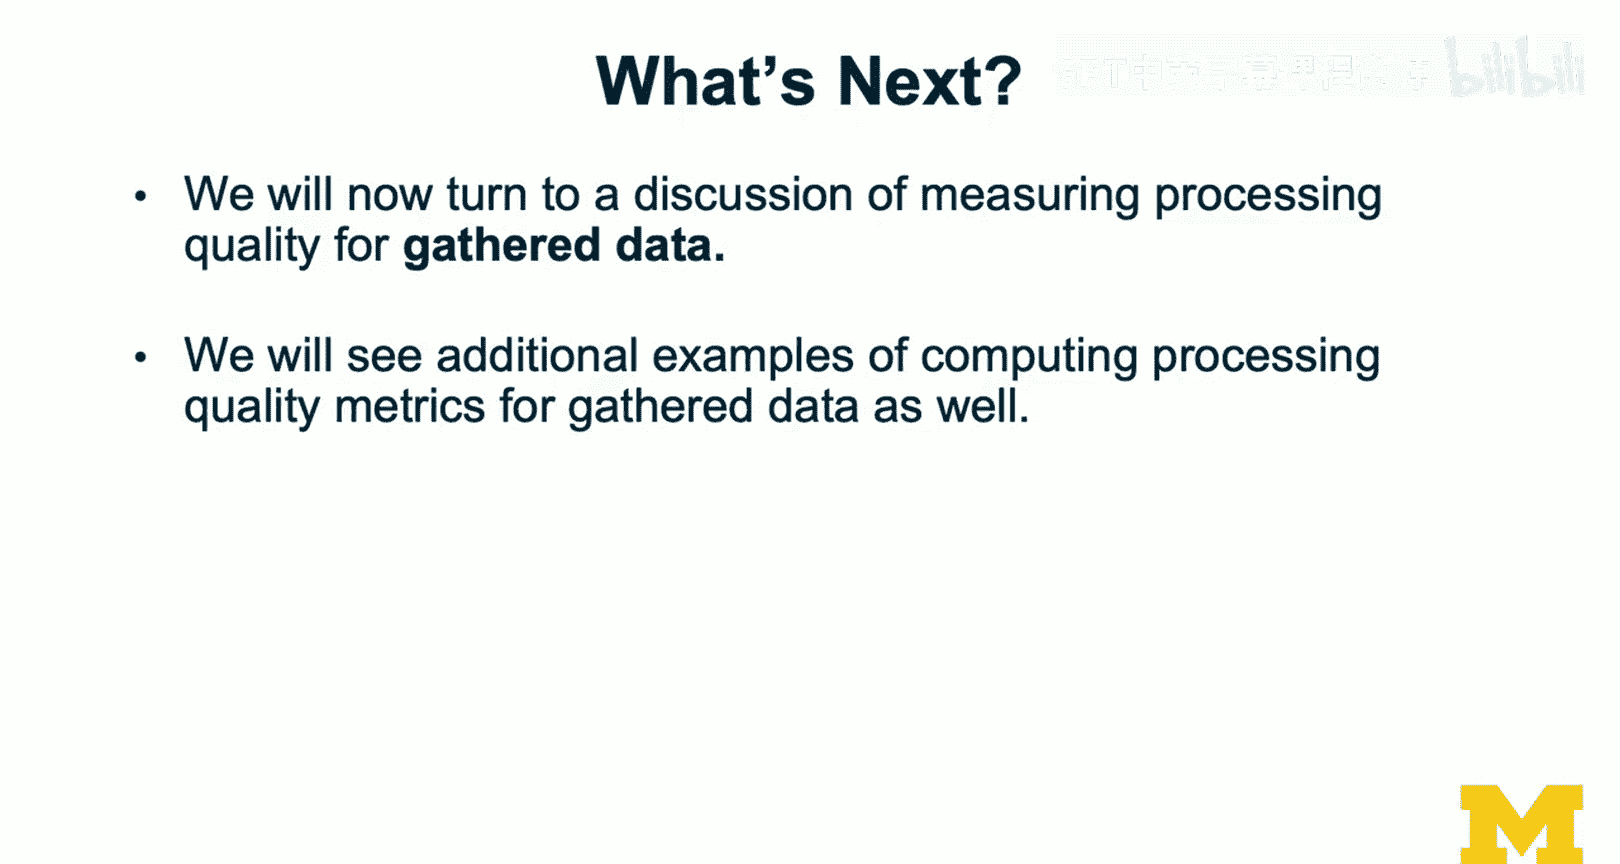 What's Next?
bilibili
• We will now turn to a discussion of measuring processing
quality for gathered data.
• We will see additional examples of computing processing
quality metrics for gathered data as well.
M